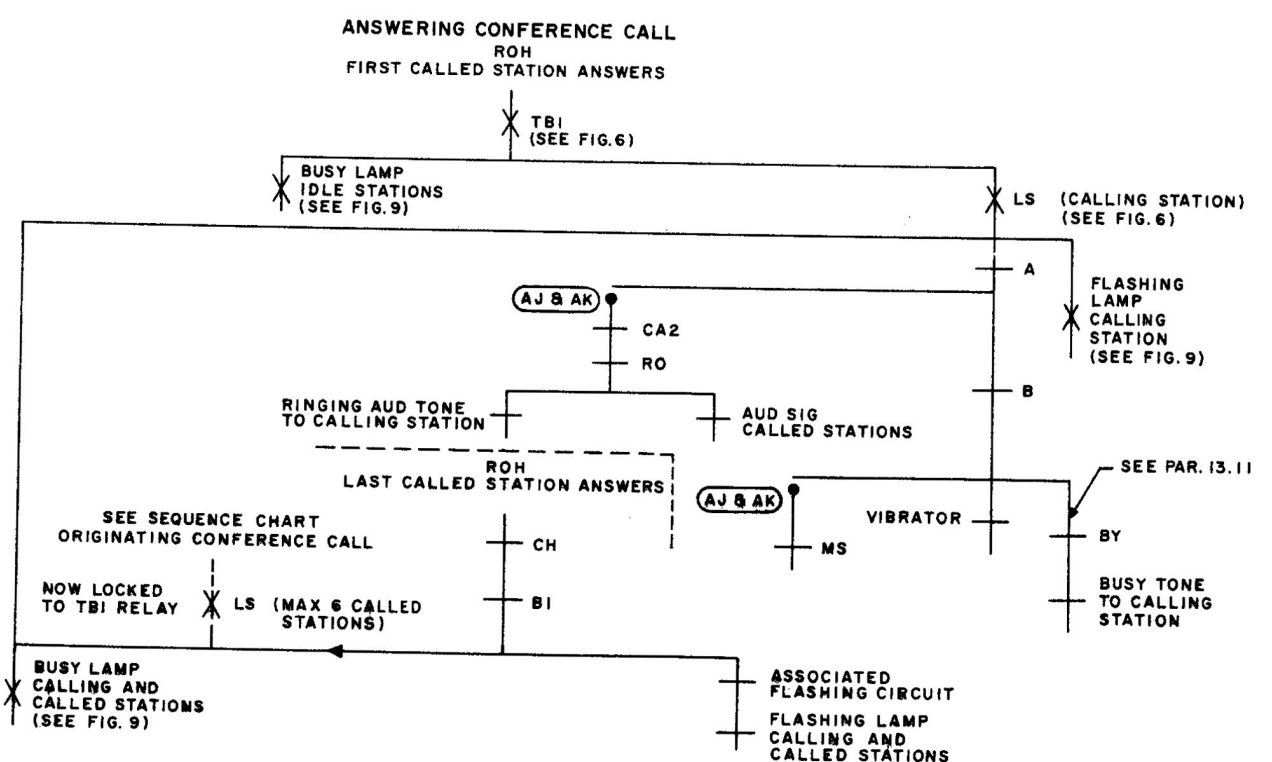 ANSWERING CONFERENCE CALL
ROH
FIRST CALLED STATION ANSWERS
TBI
(SEE FIG.6)
BUSY LAMP
IDLE STATIONS
(SEE FIG.9)
LS (CALLING STATION)
(SEE FIG.6)
A
AJ & AK
CA2
RO
FLASHING
LAMP
CALLING
STATION
(SEE FIG.9)
B
RINGING AUD TONE
TO CALLING STATION
AUD SIG
CALLED STATIONS
ROH
LAST CALLED STATION ANSWERS
SEE PAR. 13.11
AJ & AK
VIBRATOR
MS
BY
SEE SEQUENCE CHART
ORIGINATING CONFERENCE CALL
CH
NOW LOCKED
TO TBI RELAY
LS (MAX 6 CALLED
STATIONS)
BI
BUSY TONE
TO CALLING
STATION
BUSY LAMP
CALLING AND
CALLED STATIONS
(SEE FIG. 9)
ASSOCIATED
FLASHING CIRCUIT
FLASHING LAMP
CALLING AND
CALLED STATIONS